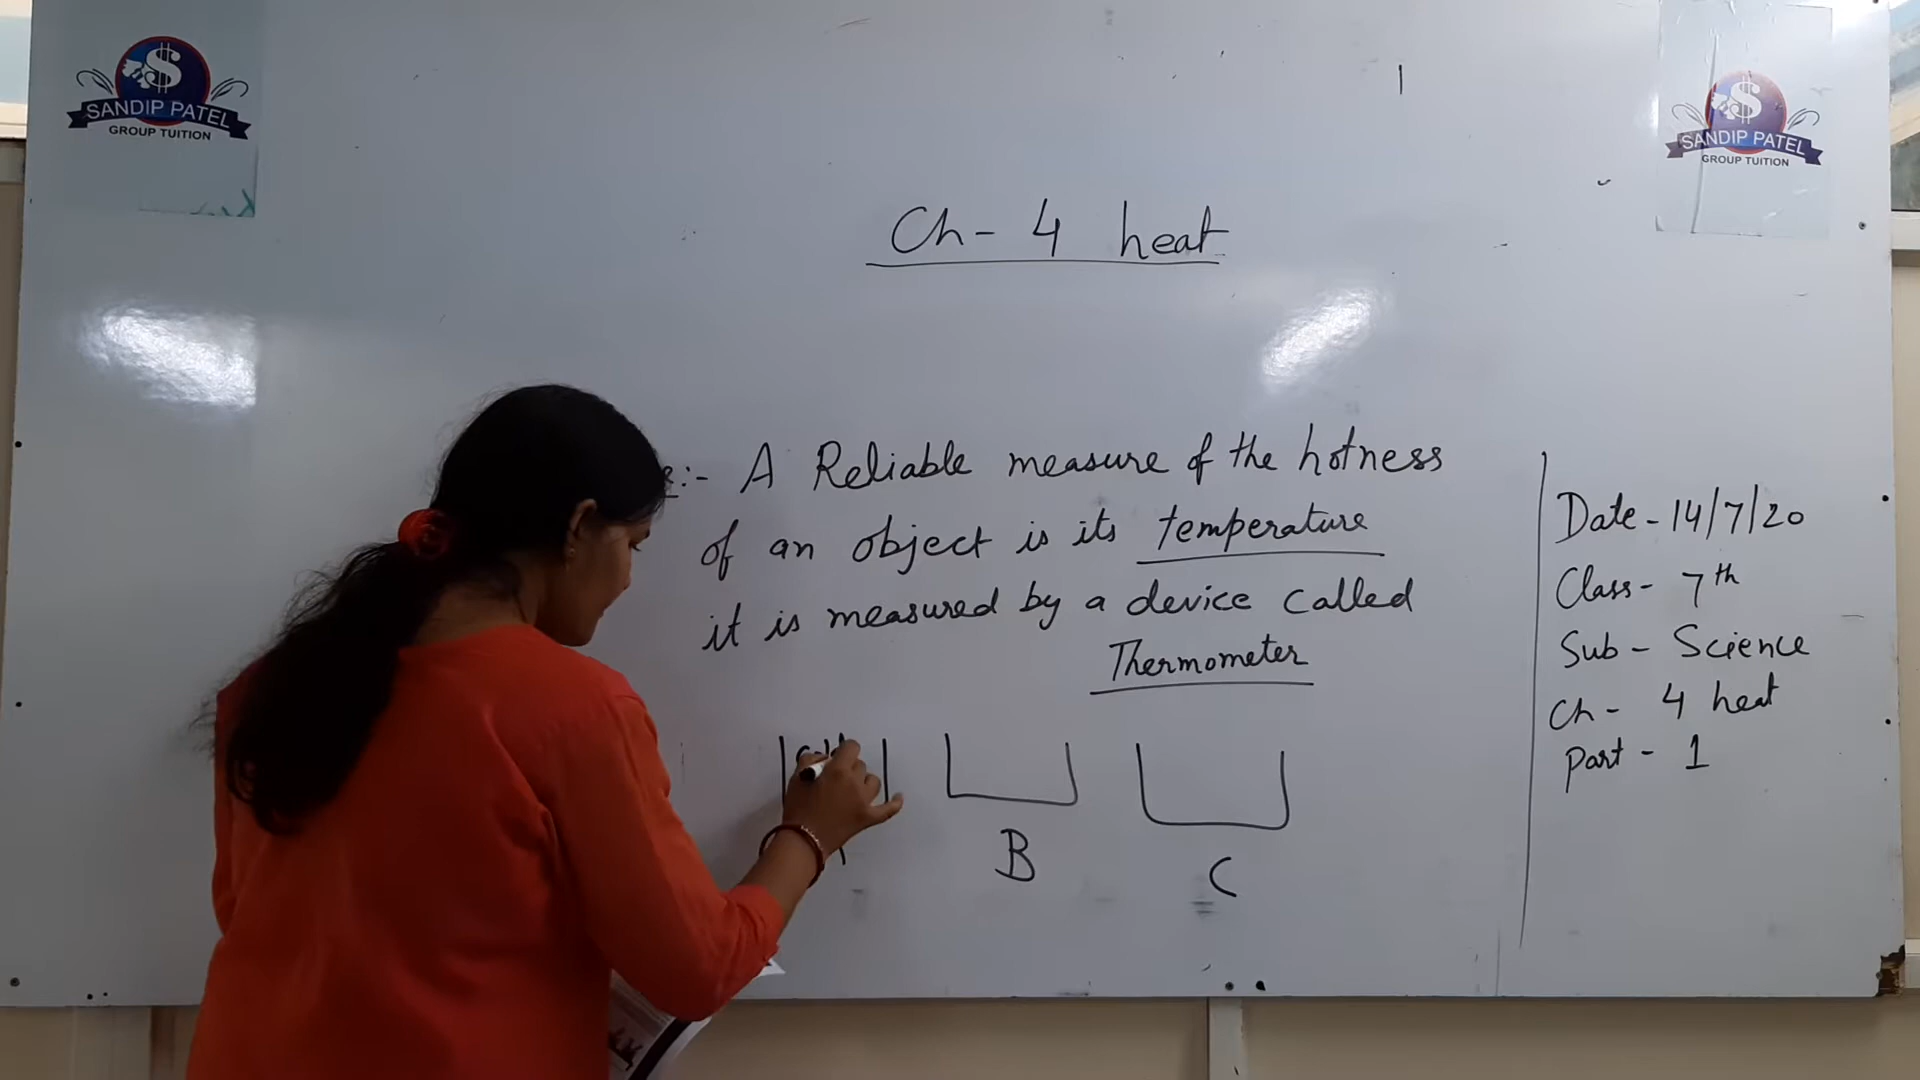 $
SANDIP PATEL
GROUP TUITION
$
SANDIP PATEL
GROUP TUITION
Ch - 4 heat
:- A Reliable measure of the hotness
of an object is its temperature
it is measured by a device called
Thermometer
B
C
Date - 14/7/20
Class - 7th
Sub - Science
Ch - 4 heat
Part - 1